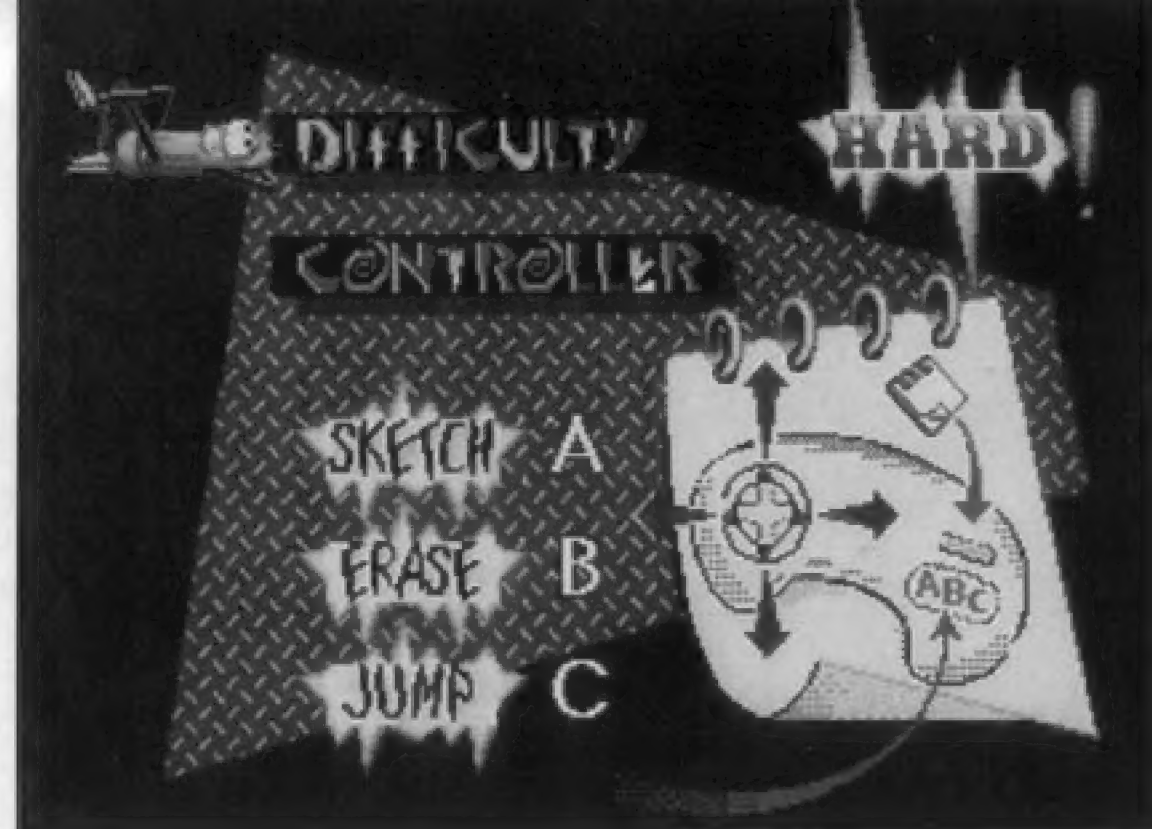 DIFFICULTY HARD!
CONTROLLER
SKETCH A
ERASE B
JUMP C
ABC